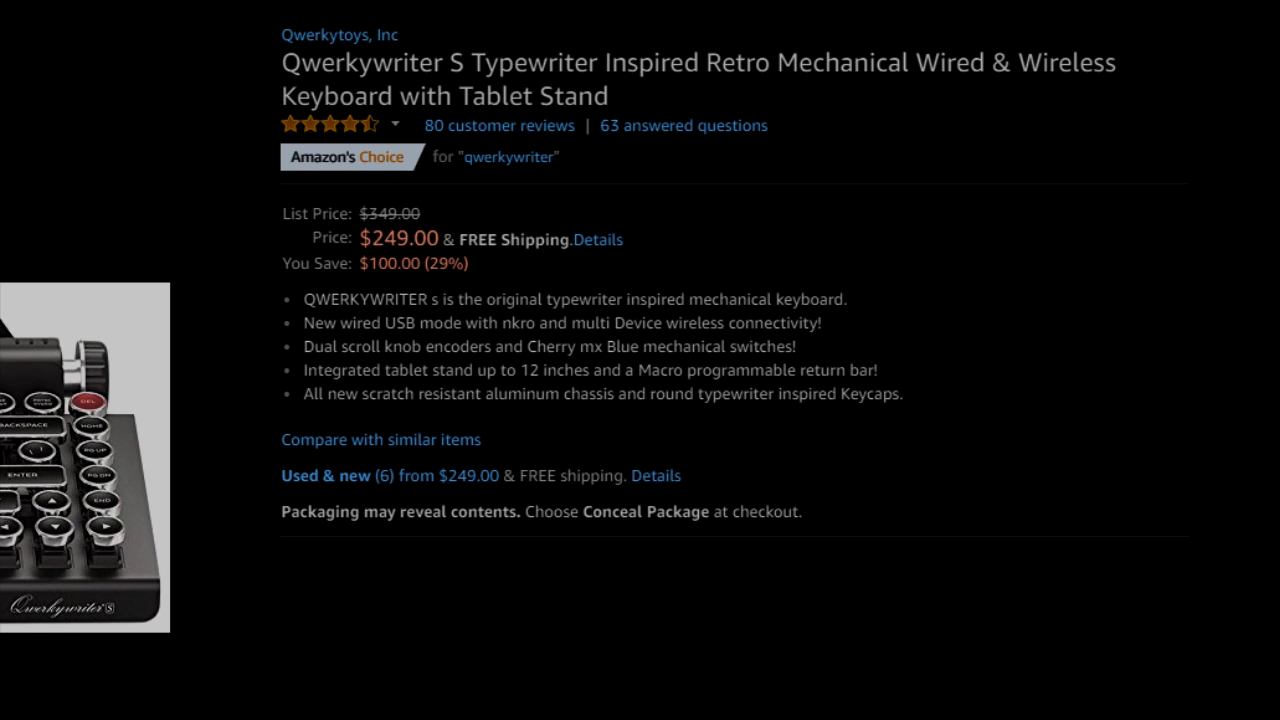 Qwerkytoys, Inc
Qwerkywriter S Typewriter Inspired Retro Mechanical Wired & Wireless
Keyboard with Tablet Stand
80 customer reviews | 63 answered questions
Amazon's Choice for "qwerkywriter"
List Price: $349.00
Price: $249.00 & FREE Shipping.Details
You Save: $100.00 (29%)
• QWERKYWRITER s is the original typewriter inspired mechanical keyboard.
• New wired USB mode with nkro and multi Device wireless connectivity!
• Dual scroll knob encoders and Cherry mx Blue mechanical switches!
• Integrated tablet stand up to 12 inches and a Macro programmable return bar!
• All new scratch resistant aluminum chassis and round typewriter inspired Keycaps.
Compare with similar items
Used & new (6) from $249.00 & FREE shipping. Details
Packaging may reveal contents. Choose Conceal Package at checkout.
DEL
BACKSPACE HOME
PG UP
ENTER PG DN
END
Qwerkywriter S